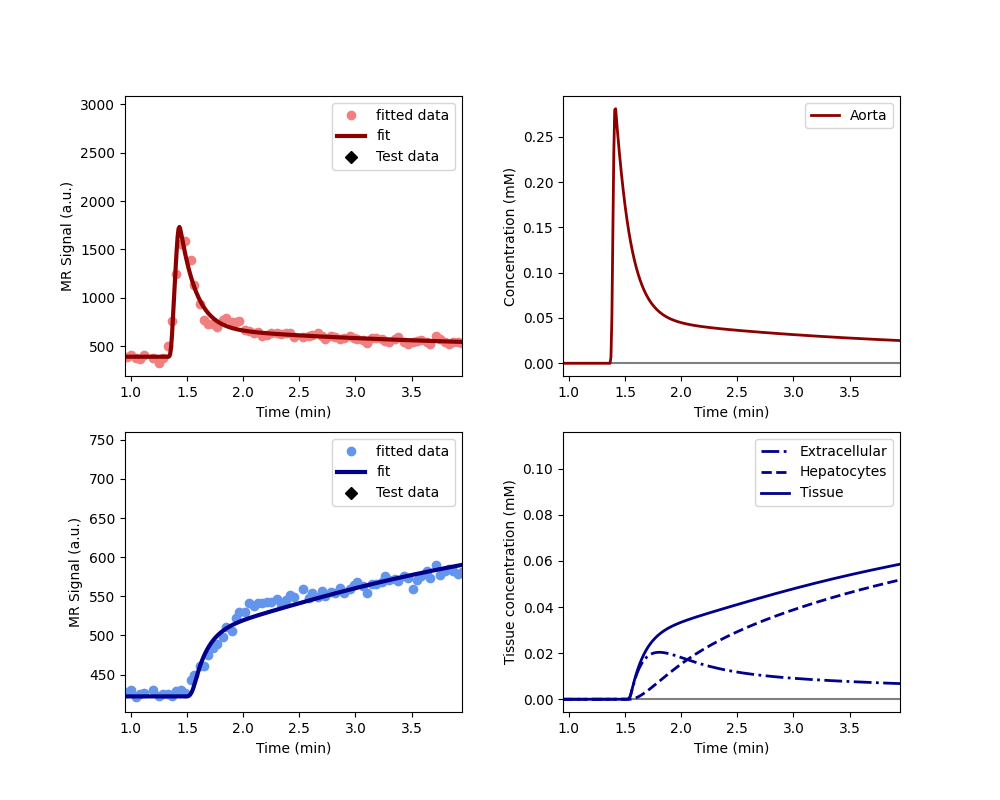 3000
2500
2000
1500
1000
500
MR Signal (a.u.)
1.0 1.5 2.0 2.5 3.0 3.5
Time (min)
fitted data
fit
Test data
0.25
0.20
0.15
0.10
0.05
0.00
Concentration (mM)
1.0 1.5 2.0 2.5 3.0 3.5
Time (min)
Aorta
750
700
650
600
550
500
450
MR Signal (a.u.)
1.0 1.5 2.0 2.5 3.0 3.5
Time (min)
fitted data
fit
Test data
0.10
0.08
0.06
0.04
0.02
0.00
Tissue concentration (mM)
1.0 1.5 2.0 2.5 3.0 3.5
Time (min)
Extracellular
Hepatocytes
Tissue